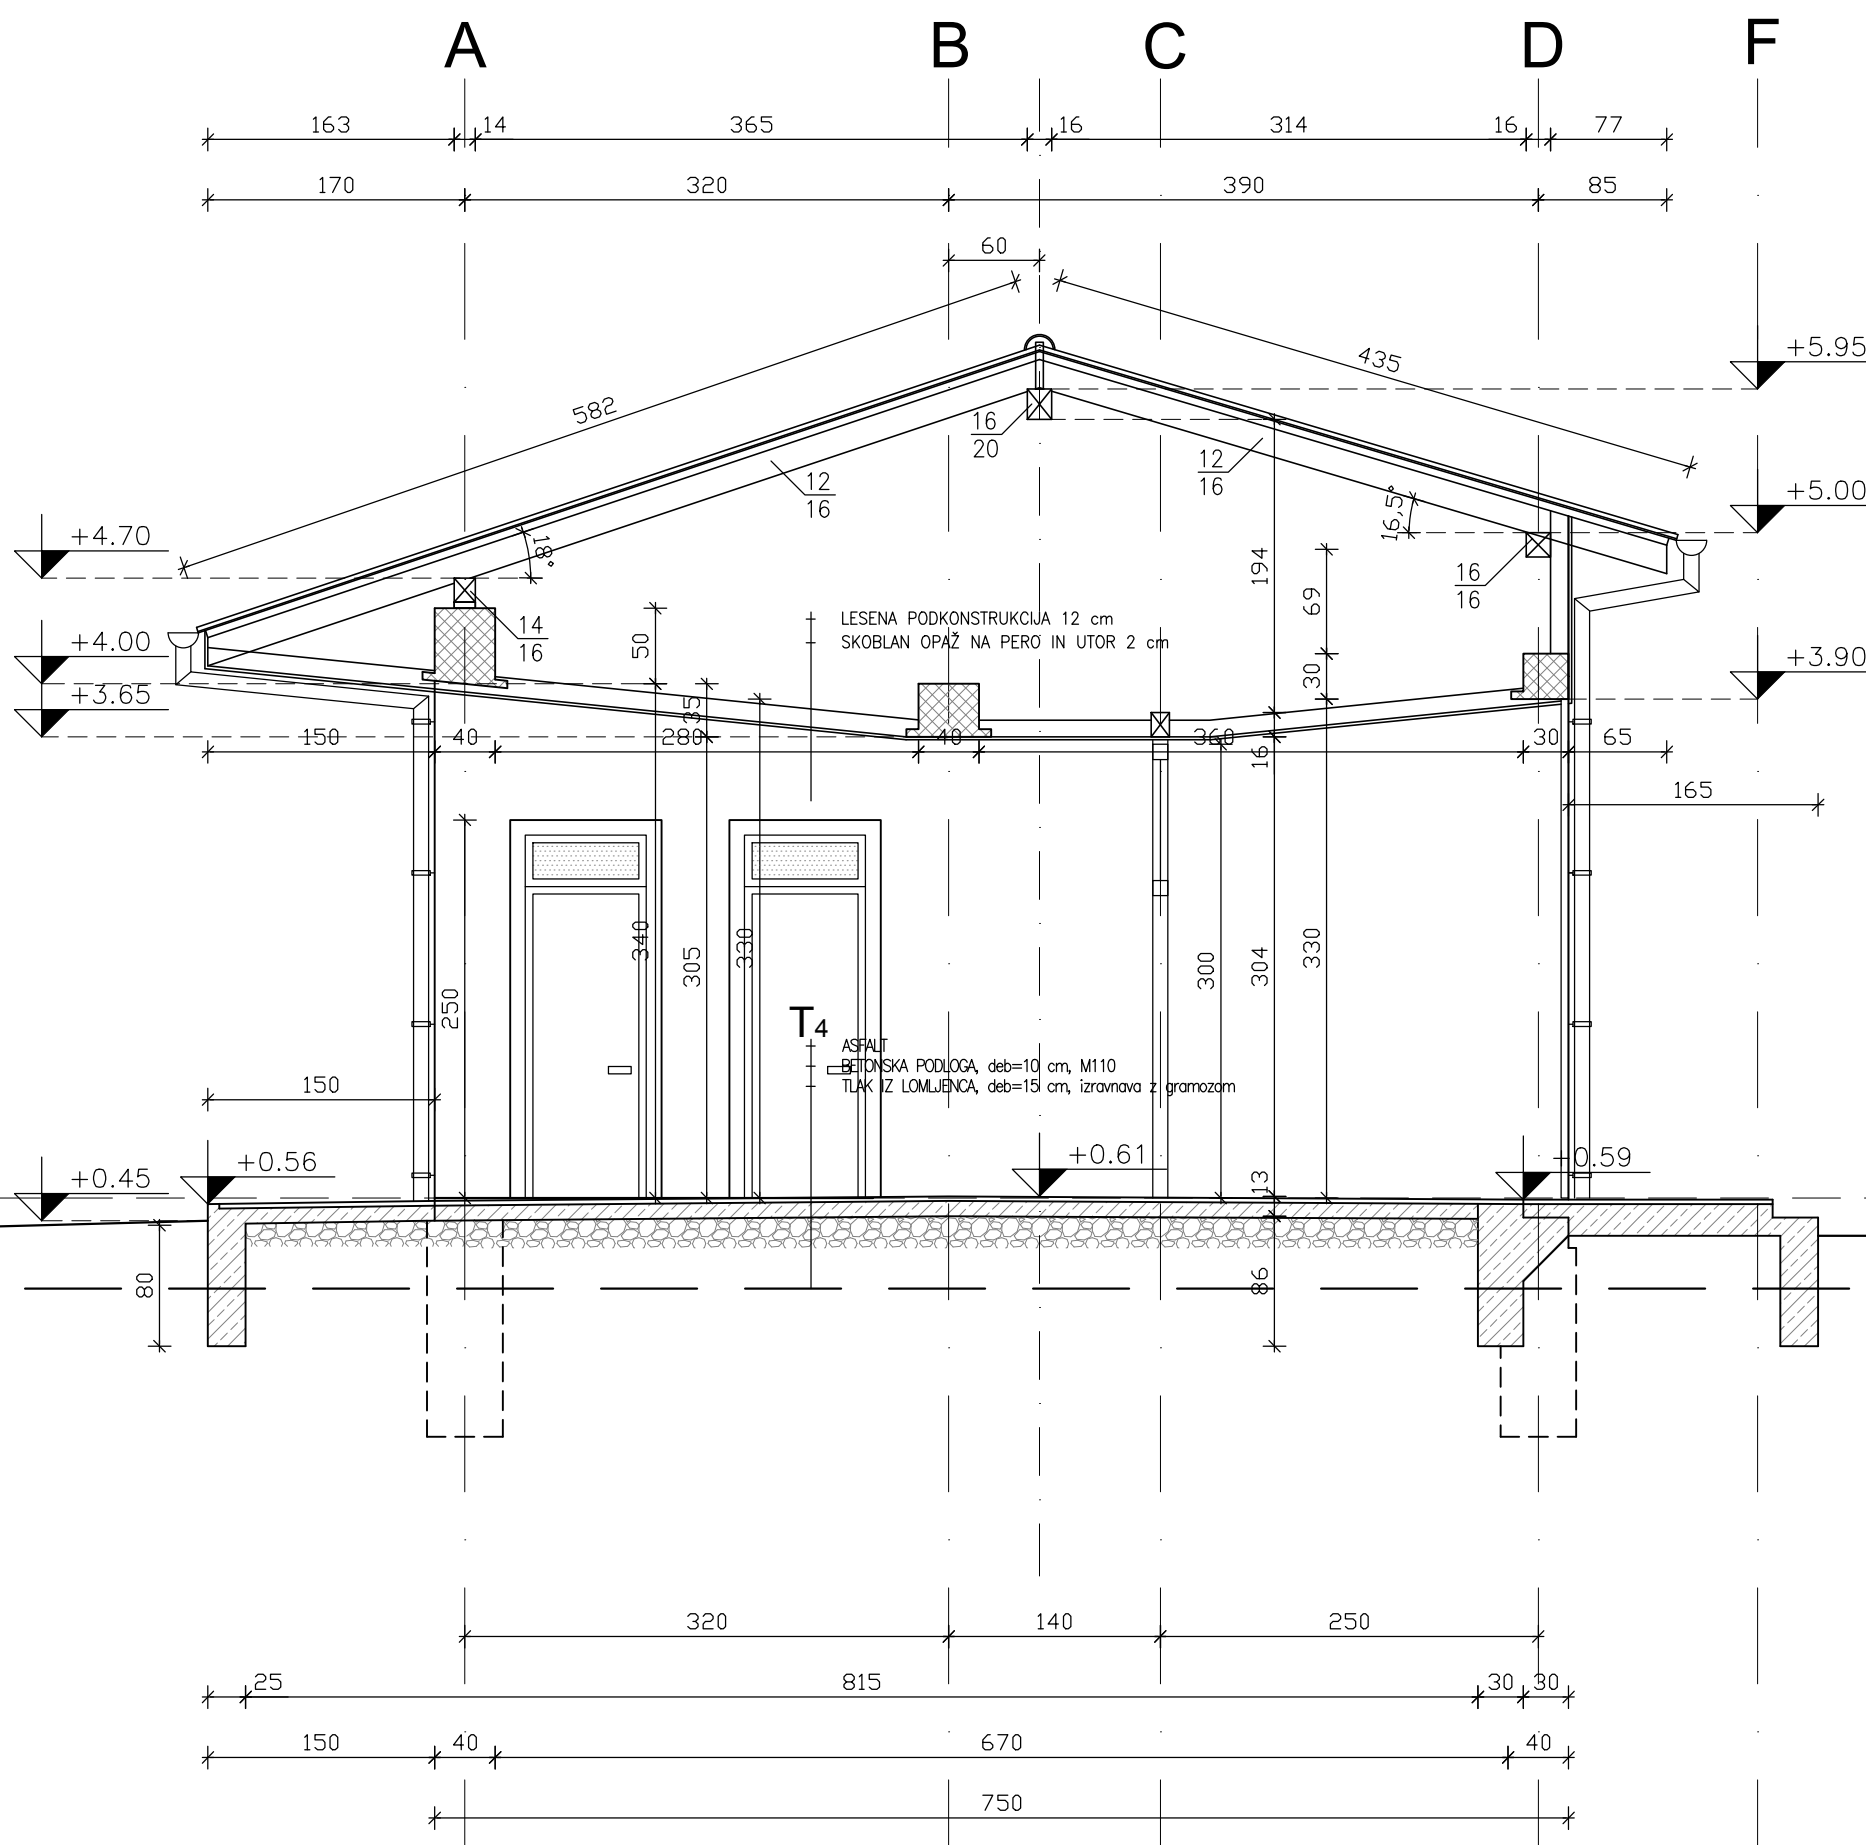 A B C D F
163 14 365 16 314 16 77
170 320 390 85
60
582 435
+5.95
16
20
12
16
12
16
18°
16,5°
+4.70
+5.00
14
16
16
16
194
69
50
30
LESENA PODKONSTRUKCIJA 12 cm
SKOBLAN OPAŽ NA PERO IN UTOR 2 cm
+4.00
+3.65
+3.90
35
150 40 280 40 360 30 65
16
165
250
340
305
330
300
304
330
T4
ASFALT
BETONSKA PODLOGA, deb=10 cm, M110
TLAK IZ LOMLJENCA, deb=15 cm, izravnava z gramozom
150
+0.45 +0.56 +0.61 +0.59
13
80
86
320 140 250
25 815 30 30
150 40 670 40
750